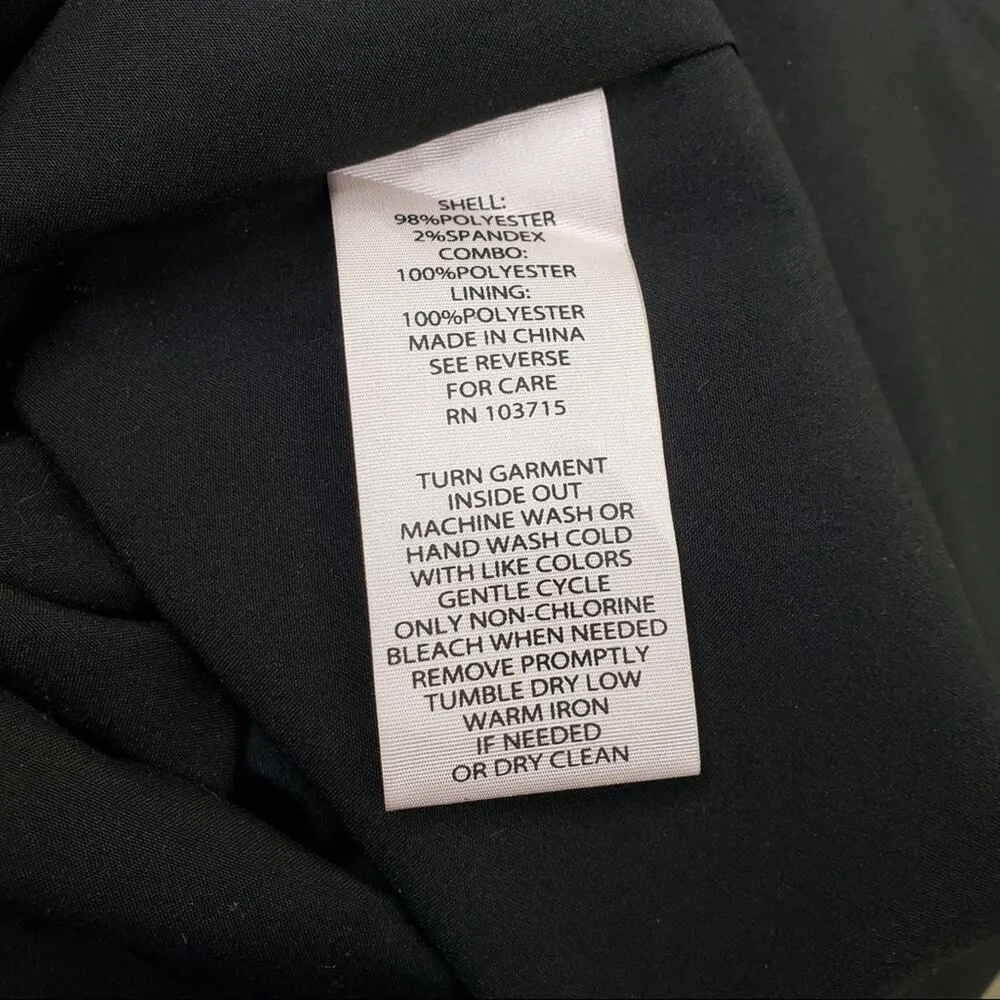 SHELL:
98%POLYESTER
2%SPANDEX
COMBO:
100%POLYESTER
LINING:
100%POLYESTER
MADE IN CHINA
SEE REVERSE
FOR CARE
RN 103715
TURN GARMENT
INSIDE OUT
MACHINE WASH OR
HAND WASH COLD
WITH LIKE COLORS
GENTLE CYCLE
ONLY NON-CHLORINE
BLEACH WHEN NEEDED
REMOVE PROMPTLY
TUMBLE DRY LOW
WARM IRON
IF NEEDED
OR DRY CLEAN